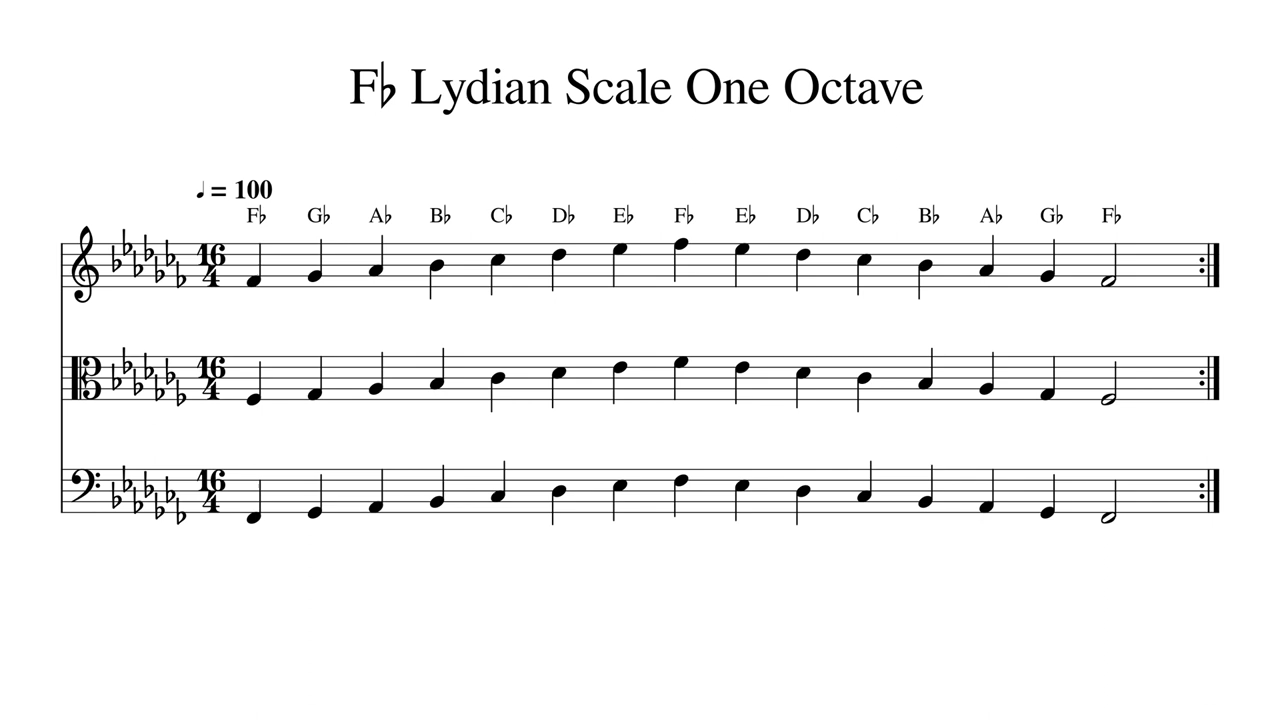 F♭ Lydian Scale One Octave
♩ = 100
F♭ G♭ A♭ B♭ C♭ D♭ E♭ F♭ E♭ D♭ C♭ B♭ A♭ G♭ F♭
16
4
16
4
16
4